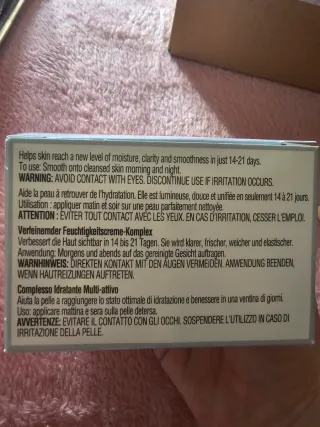 Helps skin reach a new level of moisture, clarity and smoothness in just 14-21 days.
To use: Smooth onto cleansed skin morning and night.
WARNING: AVOID CONTACT WITH EYES. DISCONTINUE USE IF IRRITATION OCCURS.
Aide la peau à retrouver de l'hydratation. Elle est lumineuse, douce et unifiée en seulement 14 à 21 jours.
Utilisation : appliquer matin et soir sur une peau parfaitement nettoyée.
ATTENTION : ÉVITER TOUT CONTACT AVEC LES YEUX. EN CAS D'IRRITATION, CESSER L'EMPLOI.
Verfeinernder Feuchtigkeitscreme-Komplex
Verbessert die Haut sichtbar in 14 bis 21 Tagen. Sie wird klarer, frischer, weicher und elastischer.
Anwendung: Morgens und abends auf das gereinigte Gesicht auftragen.
WARNHINWEIS: DIREKTEN KONTAKT MIT DEN AUGEN VERMEIDEN. ANWENDUNG BEENDEN,
WENN HAUTREIZUNGEN AUFTRETEN.
Complesso Idratante Multi-attivo
Aiuta la pelle a raggiungere lo stato ottimale di idratazione e benessere in una ventina di giorni.
Uso: applicare mattina e sera sulla pelle detersa.
AVVERTENZE: EVITARE IL CONTATTO CON GLI OCCHI. SOSPENDERE L'UTILIZZO IN CASO DI
IRRITAZIONE DELLA PELLE.